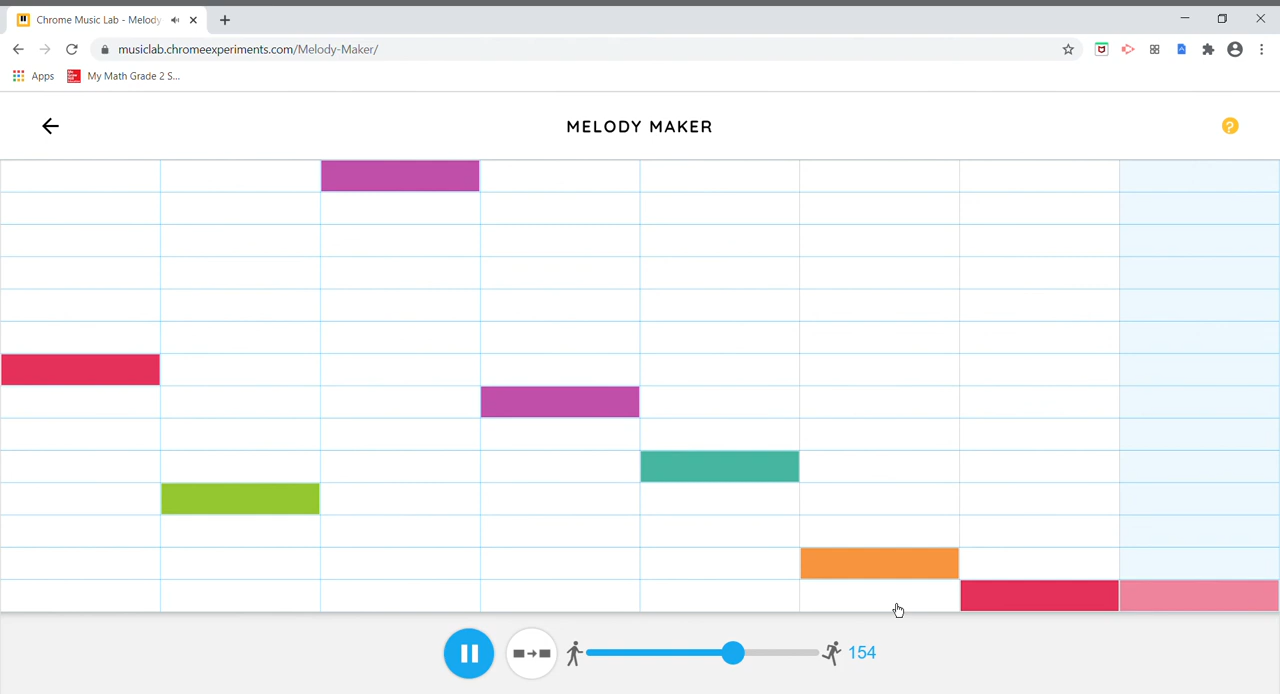 Chrome Music Lab - Melody
musiclab.chromeexperiments.com/Melody-Maker/
Apps
My Math Grade 2 S...
MELODY MAKER
?
154